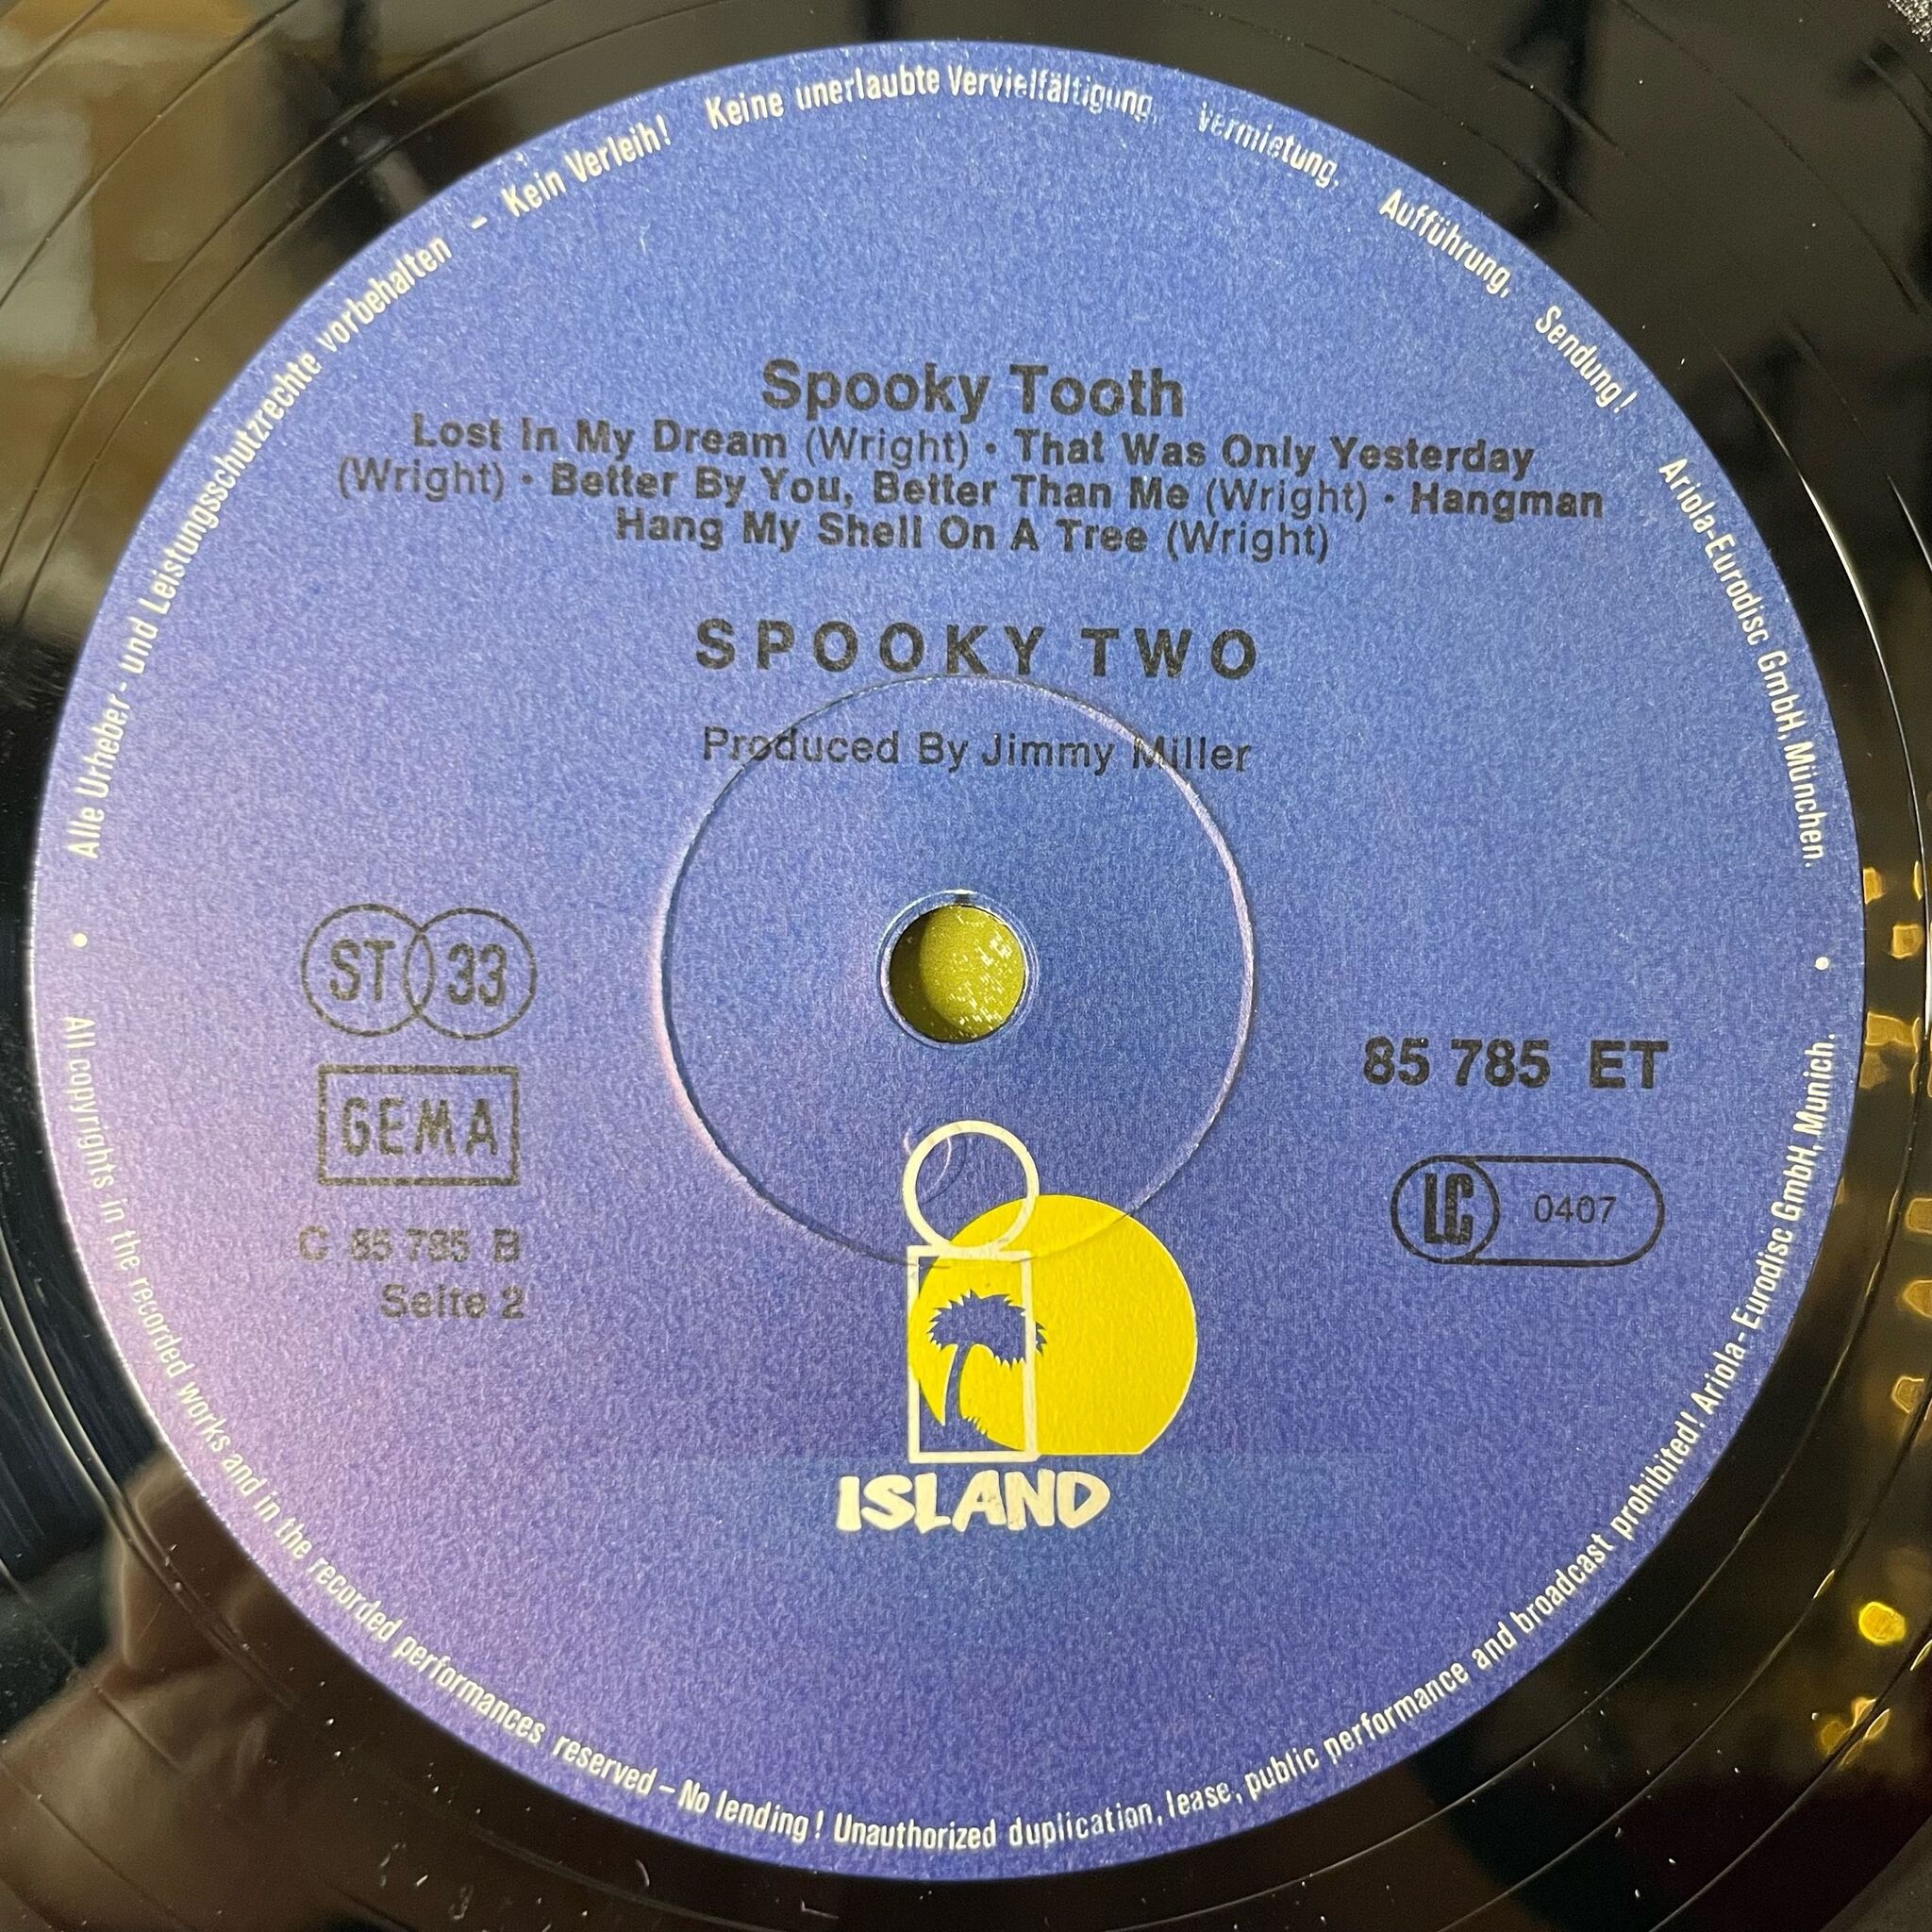 Alle Urheber- und Leistungsschutzrechte vorbehalten – Kein Verleih! Keine unerlaubte Vervielfältigung, Vermietung, Aufführung, Sendung! Ariola-Eurodisc GmbH, München.
Spooky Tooth
Lost In My Dream (Wright) • That Was Only Yesterday
(Wright) • Better By You, Better Than Me (Wright) • Hangman
Hang My Shell On A Tree (Wright)
SPOOKY TWO
Produced By Jimmy Miller
ST 33
GEMA
C 85 785 B
Seite 2
85 785 ET
LC 0407
ISLAND
All copyrights in the recorded works and in the recorded performances reserved – No lending! Unauthorized duplication, lease, public performance and broadcast prohibited! Ariola-Eurodisc GmbH, Munich.